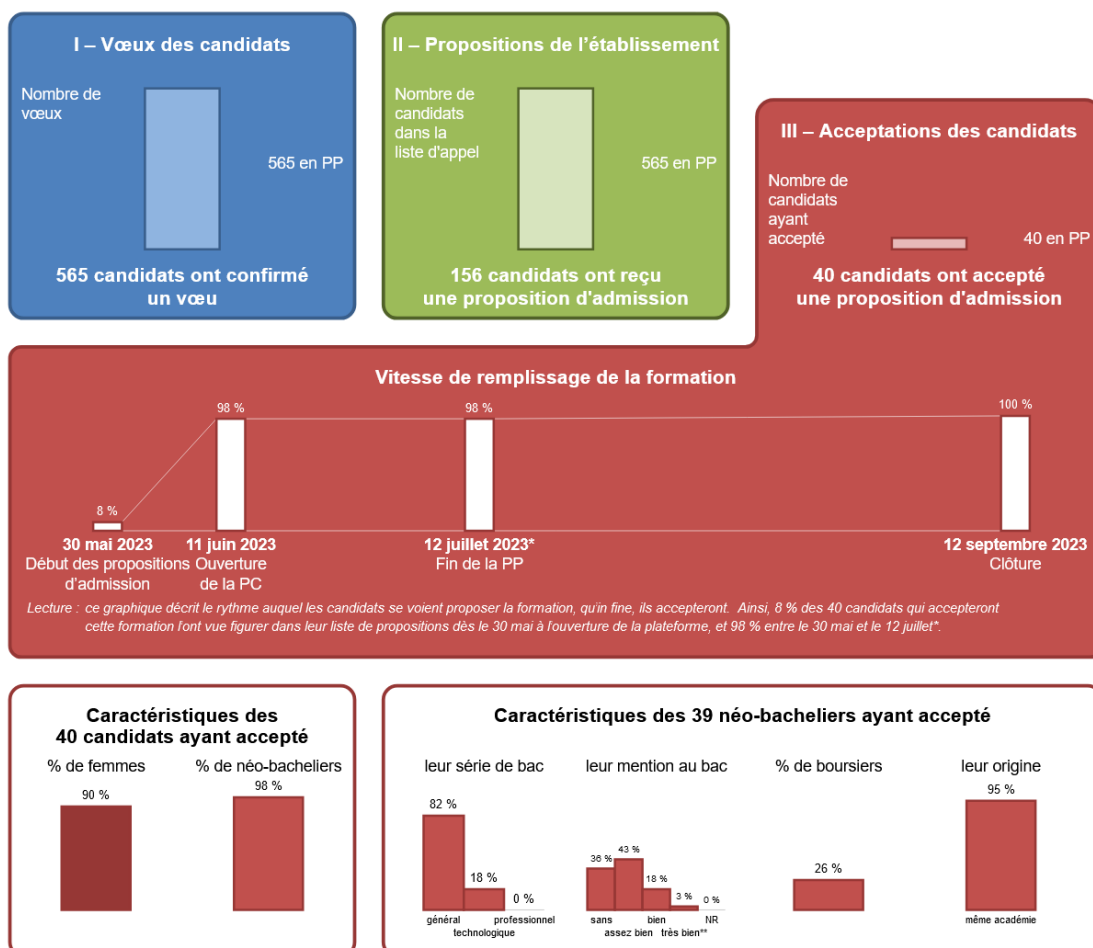 I – Vœux des candidats
Nombre de
vœux
565 en PP
565 candidats ont confirmé
un vœu
II – Propositions de l'établissement
Nombre de
candidats
dans la
liste d'appel
565 en PP
156 candidats ont reçu
une proposition d'admission
III – Acceptations des candidats
Nombre de
candidats
ayant
accepté
40 en PP
40 candidats ont accepté
une proposition d'admission
Vitesse de remplissage de la formation
8 %
98 %
98 %
100 %
30 mai 2023
Début des propositions
d'admission
11 juin 2023
Ouverture
de la PC
12 juillet 2023*
Fin de la PP
12 septembre 2023
Clôture
Lecture : ce graphique décrit le rythme auquel les candidats se voient proposer la formation, qu'in fine, ils accepteront. Ainsi, 8 % des 40 candidats qui accepteront
cette formation l'ont vue figurer dans leur liste de propositions dès le 30 mai à l'ouverture de la plateforme, et 98 % entre le 30 mai et le 12 juillet*.
Caractéristiques des
40 candidats ayant accepté
% de femmes
90 %
% de néo-bacheliers
98 %
Caractéristiques des 39 néo-bacheliers ayant accepté
leur série de bac
82 %
18 %
0 %
général
professionnel
technologique
leur mention au bac
36 %
43 %
18 %
3 %
0 %
sans
bien
NR
assez bien
très bien**
% de boursiers
26 %
leur origine
95 %
même académie